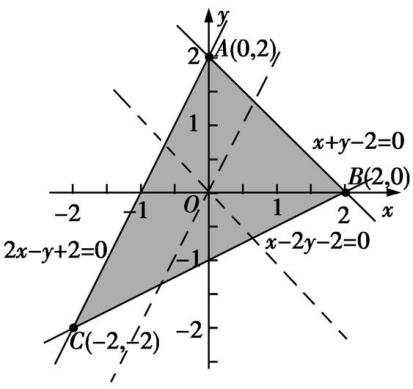 y
2
A(0,2)
1
x+y-2=0
B(2,0)
-2
-1
O
1
2
x
2x-y+2=0
-1
x-2y-2=0
-2
C(-2,-2)